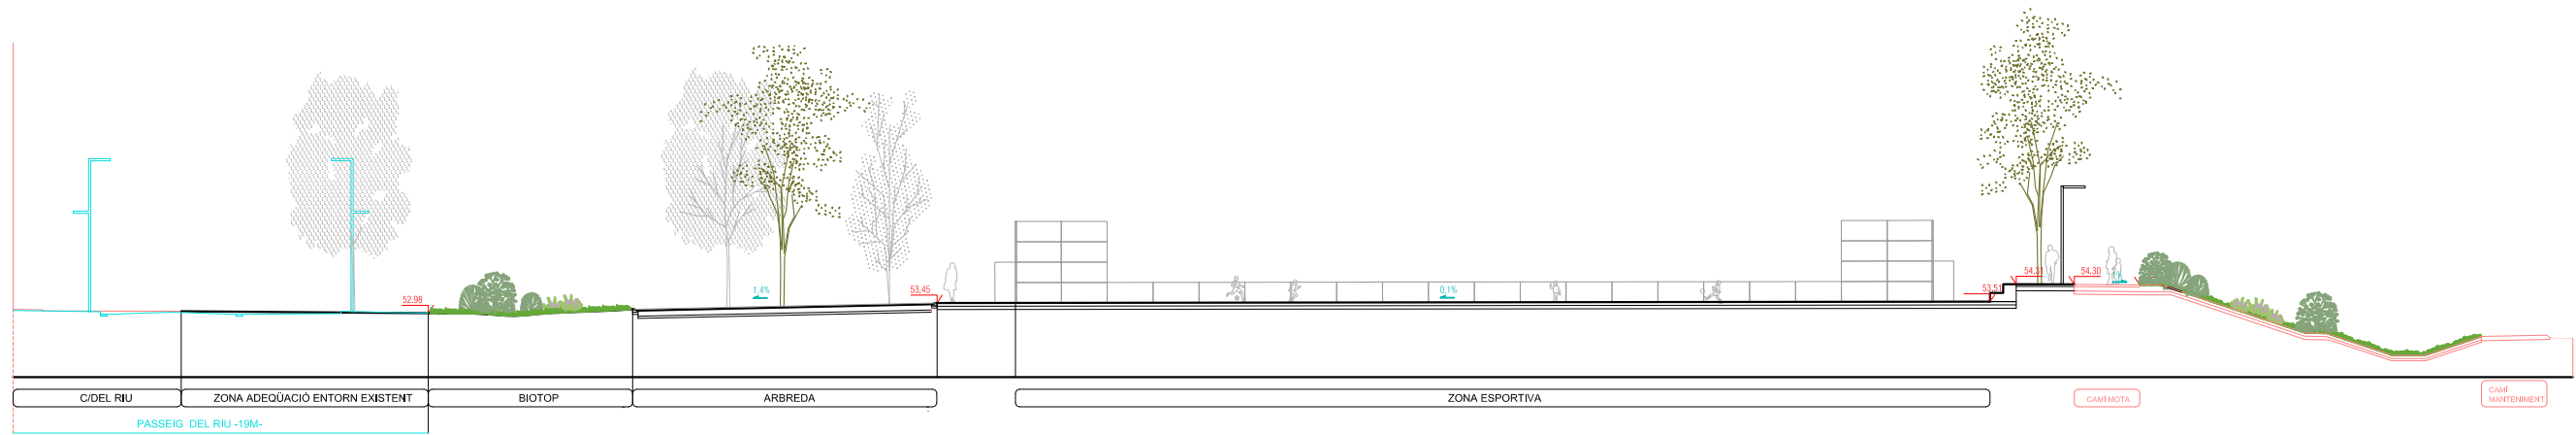 52.98
1,4%
53,45
0,1%
53,51
54.31
54.30
C/DEL RIU
ZONA ADEQÜACIÓ ENTORN EXISTENT
BIOTOP
ARBREDA
ZONA ESPORTIVA
CAMÍ MOTA
CAMÍ
MANTENIMENT
PASSEIG DEL RIU -19M-